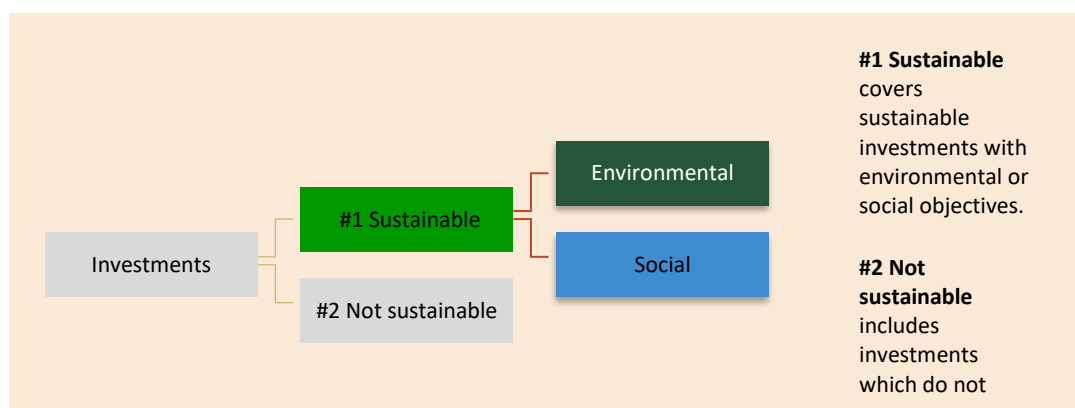 Investments
#1 Sustainable
#2 Not sustainable
Environmental
Social
#1 Sustainable
covers
sustainable
investments with
environmental or
social objectives.
#2 Not
sustainable
includes
investments
which do not